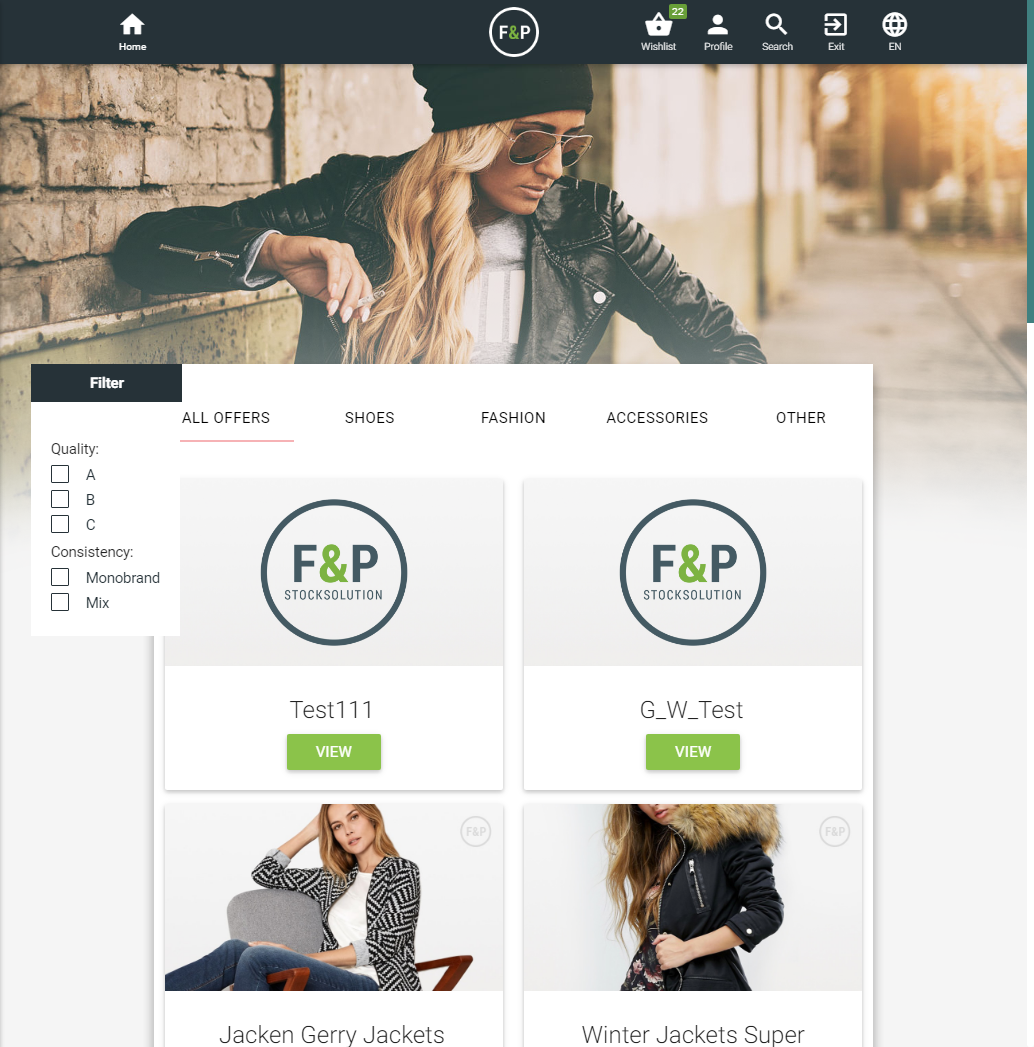 22
Home
F&P
Wishlist
Profile
Search
Exit
EN
Filter
ALL OFFERS
SHOES
FASHION
ACCESSORIES
OTHER
Quality:
A
B
C
Consistency:
Monobrand
Mix
F&P
STOCKSOLUTION
F&P
STOCKSOLUTION
Test111
G_W_Test
VIEW
VIEW
F&P
F&P
Jacken Gerry Jackets
Winter Jackets Super